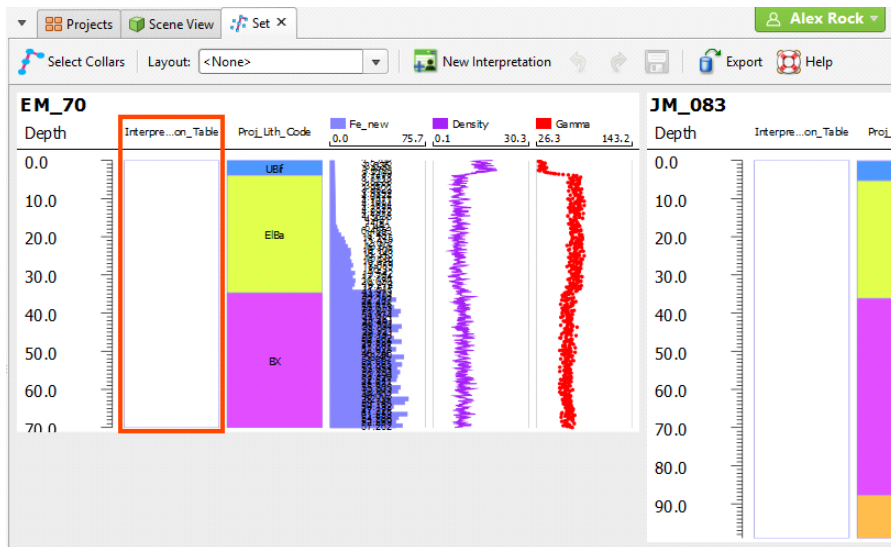 Projects Scene View Set × Alex Rock
Select Collars Layout: <None> New Interpretation Export Help
EM_70 JM_083
Depth Interpre...on_Table Proj_Lith_Code Fe_new Density Gamma Depth Interpre...on_Table Proj_
0.0 75.7 0.1 30.3 26.3 143.2
0.0 UBif 0.0
10.0 10.0
20.0 ElBa 20.0
30.0 30.0
40.0 40.0
50.0 BX 50.0
60.0 60.0
70.0 70.0
80.0
90.0